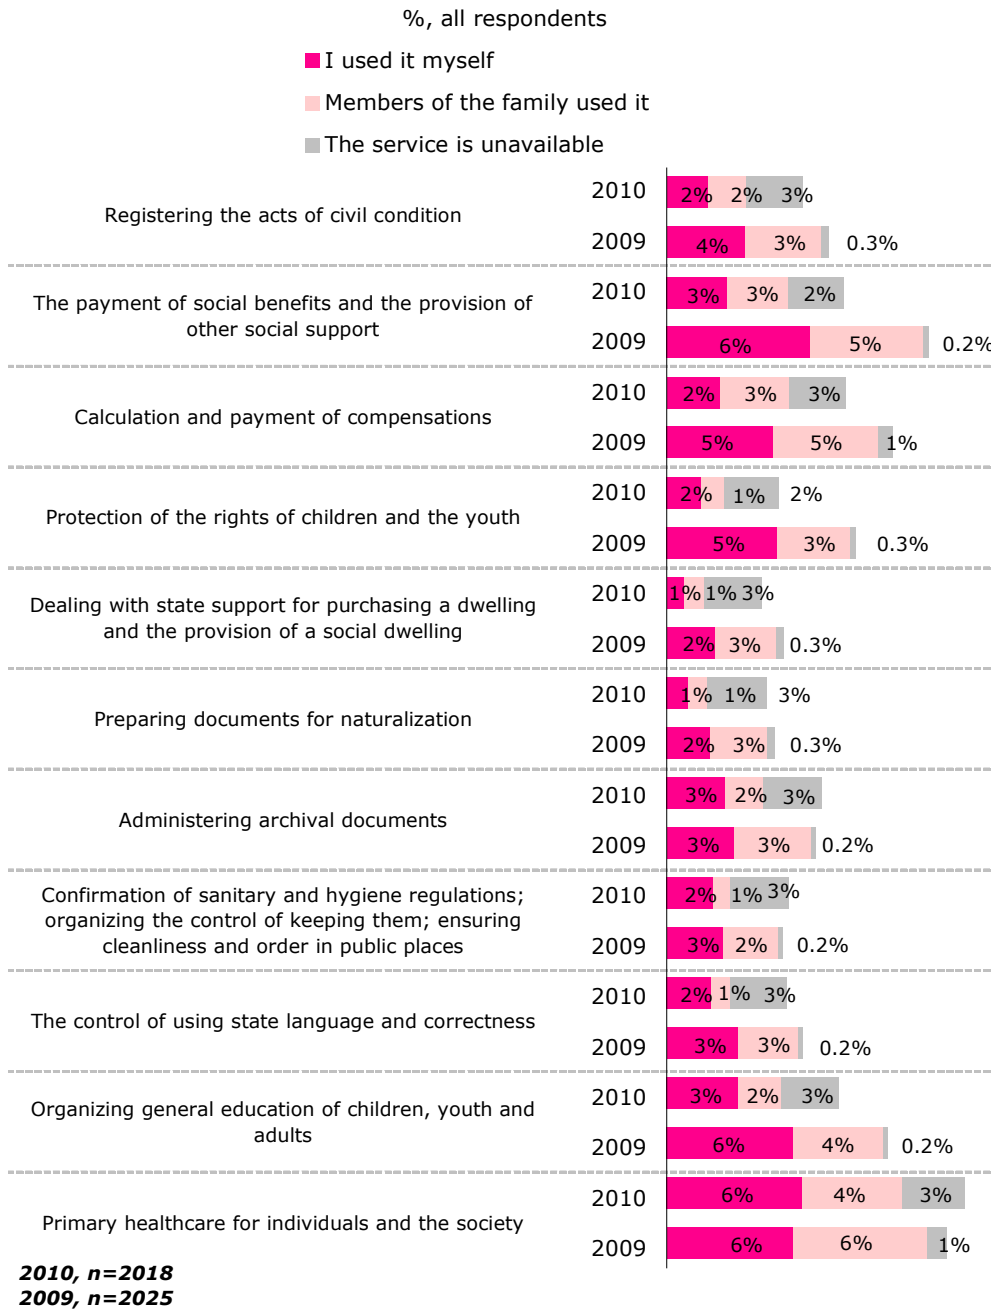 %, all respondents
I used it myself
Members of the family used it
The service is unavailable
Registering the acts of civil condition
2010 2% 2% 3%
2009 4% 3% 0.3%
The payment of social benefits and the provision of
other social support
2010 3% 3% 2%
2009 6% 5% 0.2%
Calculation and payment of compensations
2010 2% 3% 3%
2009 5% 5% 1%
Protection of the rights of children and the youth
2010 2% 1% 2%
2009 5% 3% 0.3%
Dealing with state support for purchasing a dwelling
and the provision of a social dwelling
2010 1% 1% 3%
2009 2% 3% 0.3%
Preparing documents for naturalization
2010 1% 1% 3%
2009 2% 3% 0.3%
Administering archival documents
2010 3% 2% 3%
2009 3% 3% 0.2%
Confirmation of sanitary and hygiene regulations;
organizing the control of keeping them; ensuring
cleanliness and order in public places
2010 2% 1% 3%
2009 3% 2% 0.2%
The control of using state language and correctness
2010 2% 1% 3%
2009 3% 3% 0.2%
Organizing general education of children, youth and
adults
2010 3% 2% 3%
2009 6% 4% 0.2%
Primary healthcare for individuals and the society
2010 6% 4% 3%
2009 6% 6% 1%
2010, n=2018
2009, n=2025